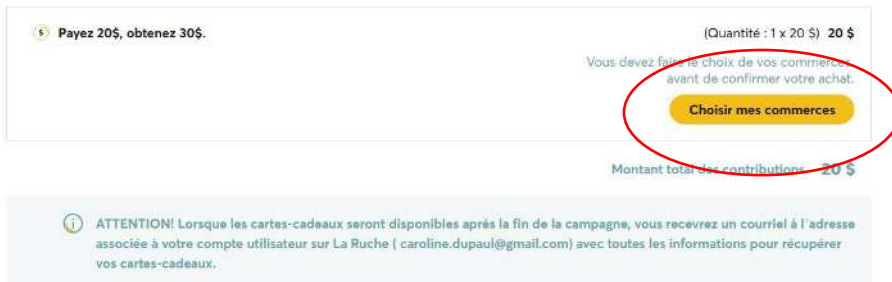 $ Payez 20$, obtenez 30$. (Quantité : 1 x 20 $) 20 $
Vous devez faire le choix de vos commerces
avant de confirmer votre achat.
Choisir mes commerces
Montant total des contributions 20 $
ATTENTION! Lorsque les cartes-cadeaux seront disponibles après la fin de la campagne, vous recevrez un courriel à l'adresse
associée à votre compte utilisateur sur La Ruche ( caroline.dupaul@gmail.com) avec toutes les informations pour récupérer
vos cartes-cadeaux.